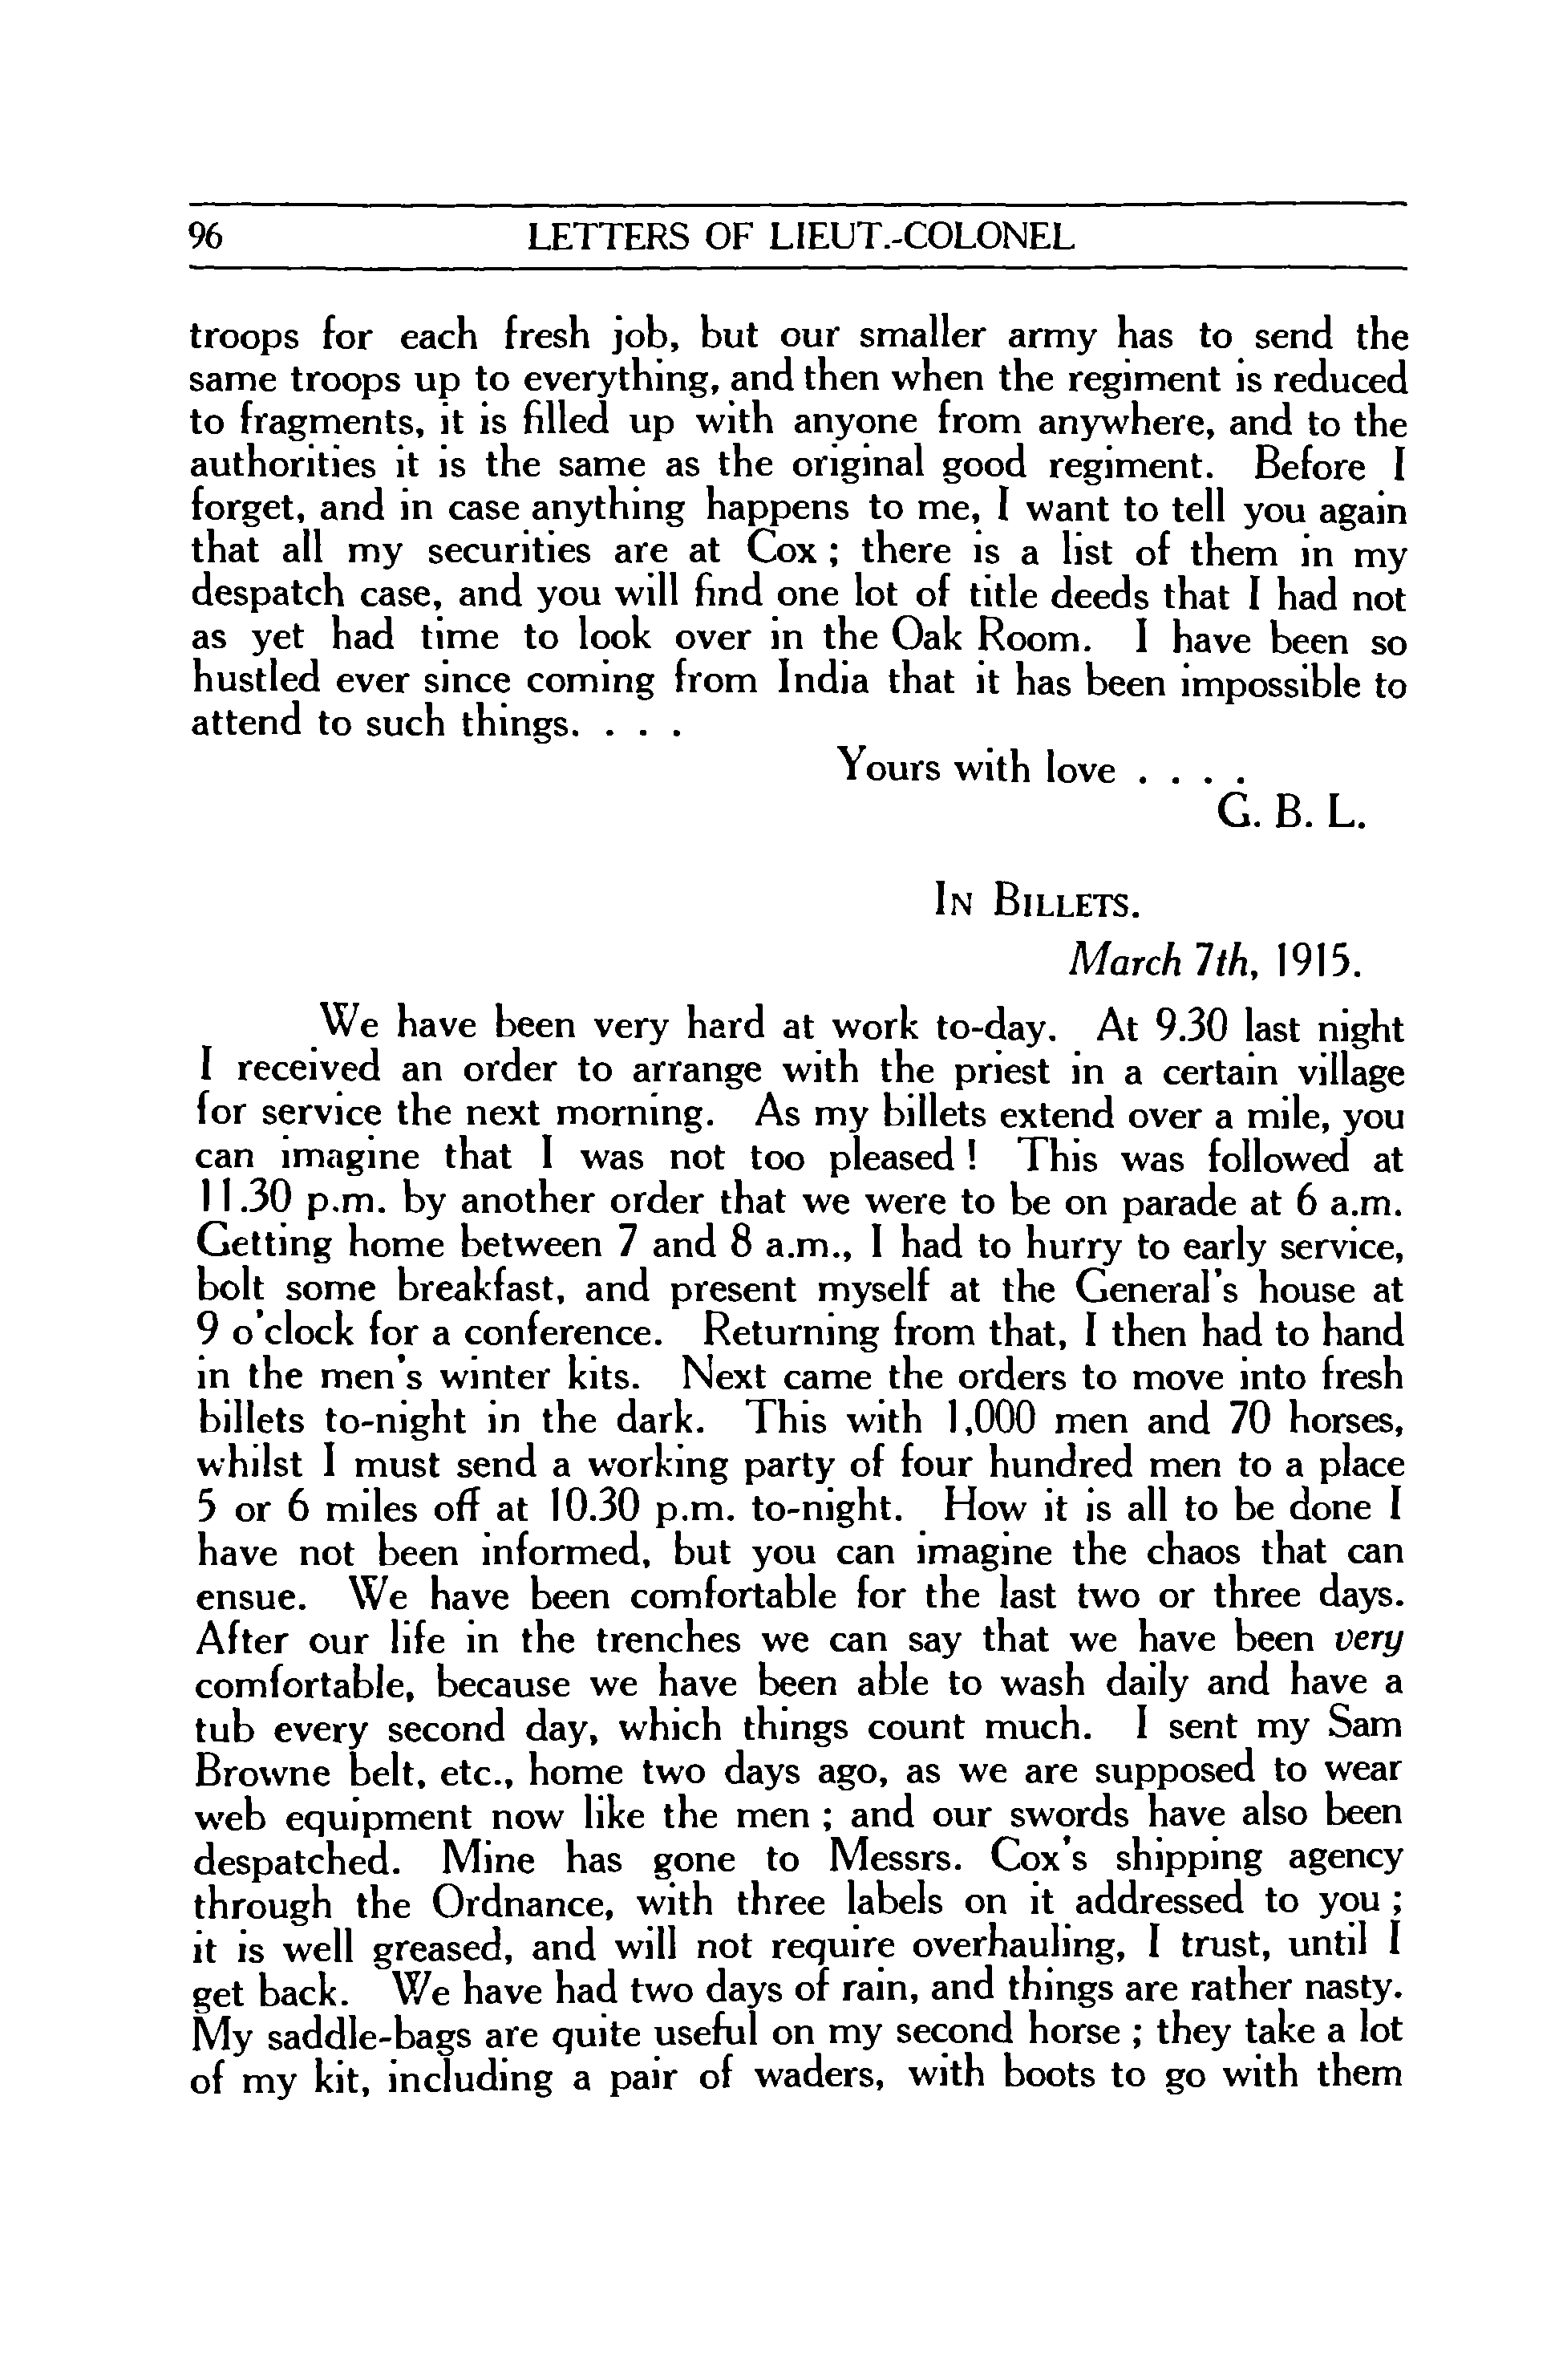 96 LETTERS OF LIEUT.-COLONEL
troops for each fresh job, but our smaller army has to send the
same troops up to everything, and then when the regiment is reduced
to fragments, it is filled up with anyone from anywhere, and to the
authorities it is the same as the original good regiment. Before I
forget, and in case anything happens to me, I want to tell you again
that all my securities are at Cox ; there is a list of them in my
despatch case, and you will find one lot of title deeds that I had not
as yet had time to look over in the Oak Room. I have been so
hustled ever since coming from India that it has been impossible to
attend to such things. . . .
Yours with love . . . .
G. B. L.
IN BILLETS.
March 7th, 1915.
We have been very hard at work to-day. At 9.30 last night
I received an order to arrange with the priest in a certain village
for service the next morning. As my billets extend over a mile, you
can imagine that I was not too pleased ! This was followed at
11.30 p.m. by another order that we were to be on parade at 6 a.m.
Getting home between 7 and 8 a.m., I had to hurry to early service,
bolt some breakfast, and present myself at the General's house at
9 o'clock for a conference. Returning from that, I then had to hand
in the men's winter kits. Next came the orders to move into fresh
billets to-night in the dark. This with 1,000 men and 70 horses,
whilst I must send a working party of four hundred men to a place
5 or 6 miles off at 10.30 p.m. to-night. How it is all to be done I
have not been informed, but you can imagine the chaos that can
ensue. We have been comfortable for the last two or three days.
After our life in the trenches we can say that we have been very
comfortable, because we have been able to wash daily and have a
tub every second day, which things count much. I sent my Sam
Browne belt, etc., home two days ago, as we are supposed to wear
web equipment now like the men ; and our swords have also been
despatched. Mine has gone to Messrs. Cox's shipping agency
through the Ordnance, with three labels on it addressed to you ;
it is well greased, and will not require overhauling, I trust, until I
get back. We have had two days of rain, and things are rather nasty.
My saddle-bags are quite useful on my second horse ; they take a lot
of my kit, including a pair of waders, with boots to go with them